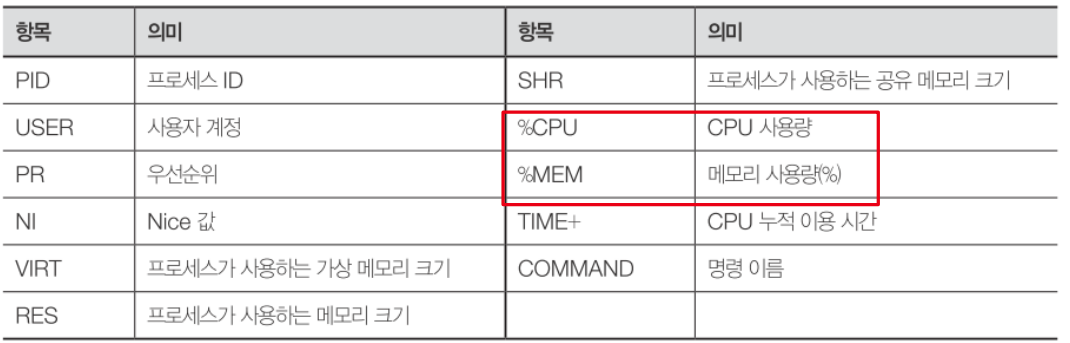 항목 의미 항목 의미
PID 프로세스 ID SHR 프로세스가 사용하는 공유 메모리 크기
USER 사용자 계정 %CPU CPU 사용량
PR 우선순위 %MEM 메모리 사용량(%)
NI Nice 값 TIME+ CPU 누적 이용 시간
VIRT 프로세스가 사용하는 가상 메모리 크기 COMMAND 명령 이름
RES 프로세스가 사용하는 메모리 크기